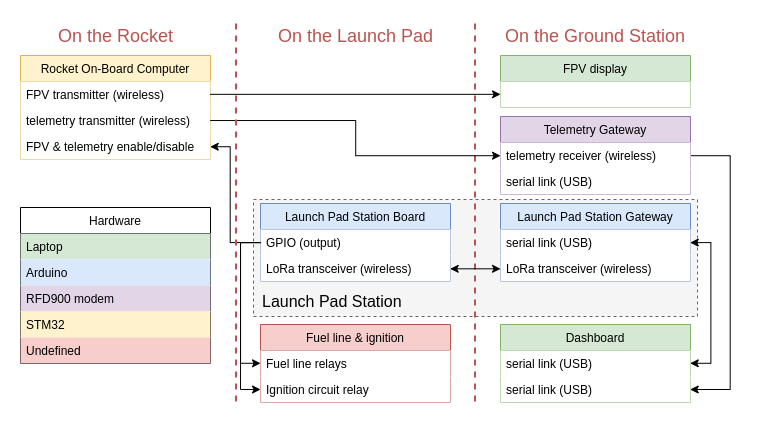 On the Rocket
On the Launch Pad
On the Ground Station
Rocket On-Board Computer
FPV transmitter (wireless)
telemetry transmitter (wireless)
FPV & telemetry enable/disable
FPV display
Telemetry Gateway
telemetry receiver (wireless)
serial link (USB)
Hardware
Laptop
Arduino
RFD900 modem
STM32
Undefined
Launch Pad Station Board
GPIO (output)
LoRa transceiver (wireless)
Launch Pad Station Gateway
serial link (USB)
LoRa transceiver (wireless)
Launch Pad Station
Fuel line & ignition
Fuel line relays
Ignition circuit relay
Dashboard
serial link (USB)
serial link (USB)